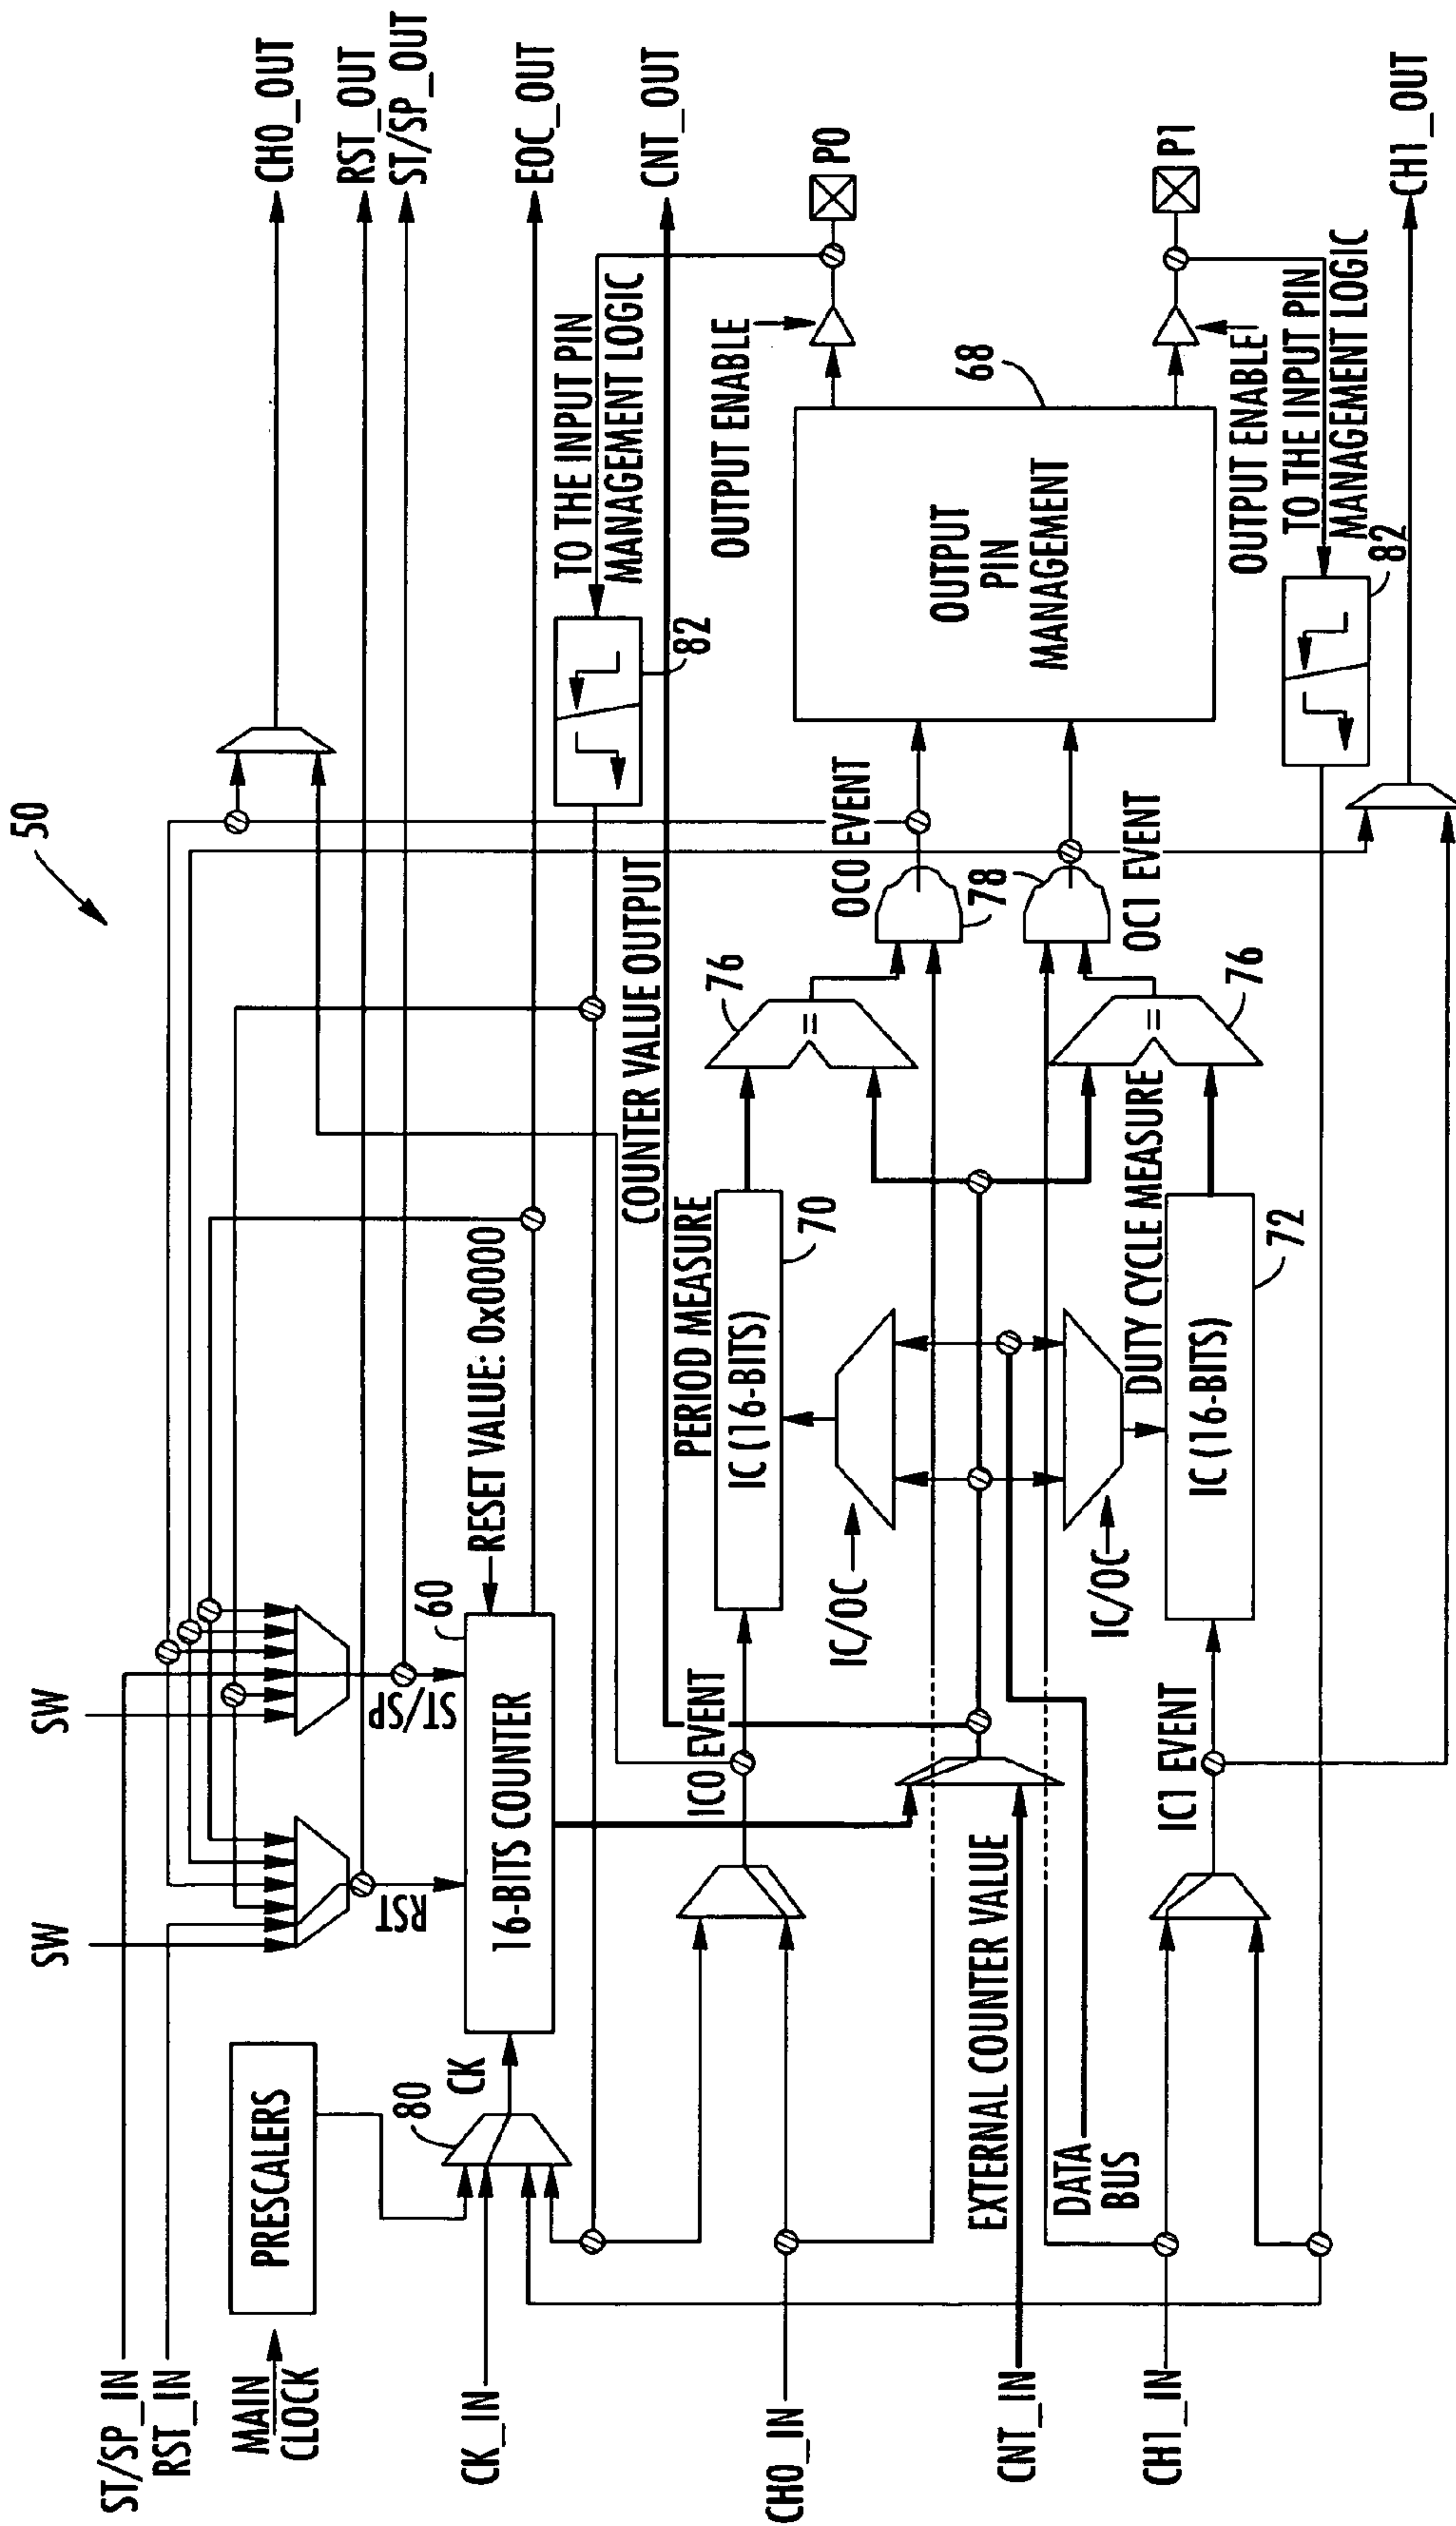 50
ST/SP_IN
RST_IN
MAIN
CLOCK
CK_IN
CH0_IN
CNT_IN
CH1_IN
PRESCALERS
SW
SW
80
CK
RST
ST/SP
16-BITS COUNTER
60
RESET VALUE: 0x0000
COUNTER VALUE OUTPUT
IC0 EVENT
PERIOD MEASURE
IC (16-BITS)
70
IC/OC
EXTERNAL COUNTER VALUE
DATA
BUS
IC/OC
IC1 EVENT
DUTY CYCLE MEASURE
IC (16-BITS)
72
76
76
OC0 EVENT
78
OC1 EVENT
OUTPUT
PIN
MANAGEMENT
68
82
TO THE INPUT PIN
MANAGEMENT LOGIC
OUTPUT ENABLE
OUTPUT ENABLE
TO THE INPUT PIN
MANAGEMENT LOGIC
82
CH0_OUT
RST_OUT
ST/SP_OUT
EOC_OUT
CNT_OUT
P0
P1
CH1_OUT
=
=